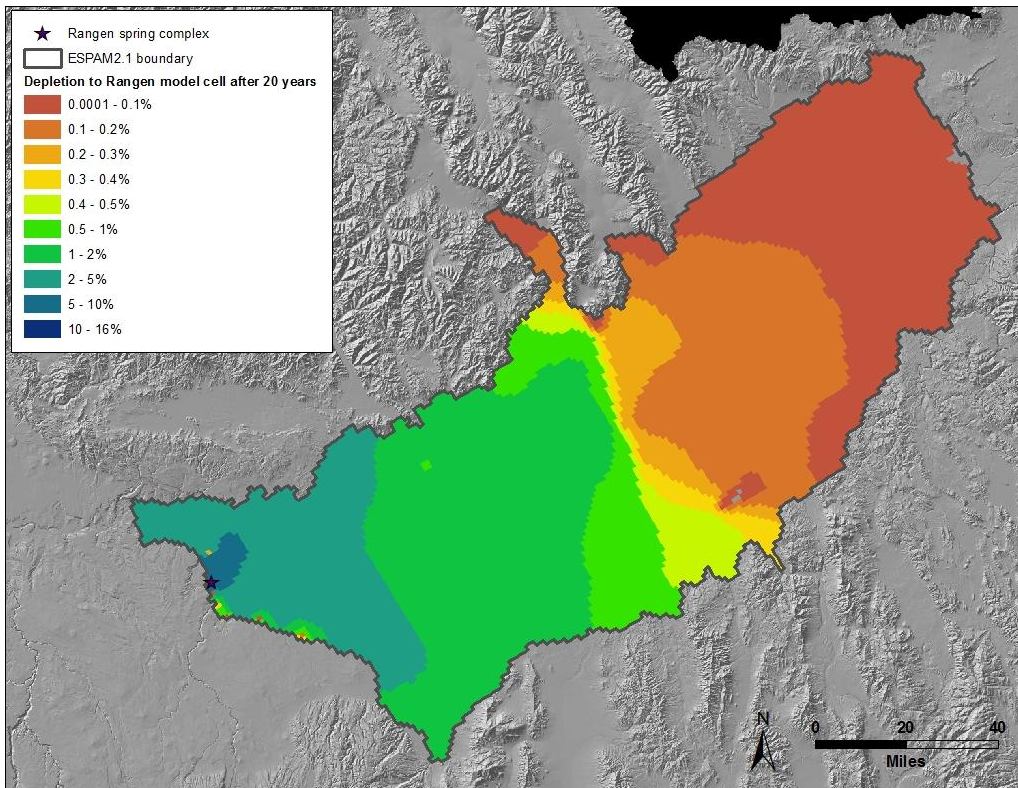 Rangen spring complex
ESPAM2.1 boundary
Depletion to Rangen model cell after 20 years
0.0001 - 0.1%
0.1 - 0.2%
0.2 - 0.3%
0.3 - 0.4%
0.4 - 0.5%
0.5 - 1%
1 - 2%
2 - 5%
5 - 10%
10 - 16%
N
0 20 40
Miles